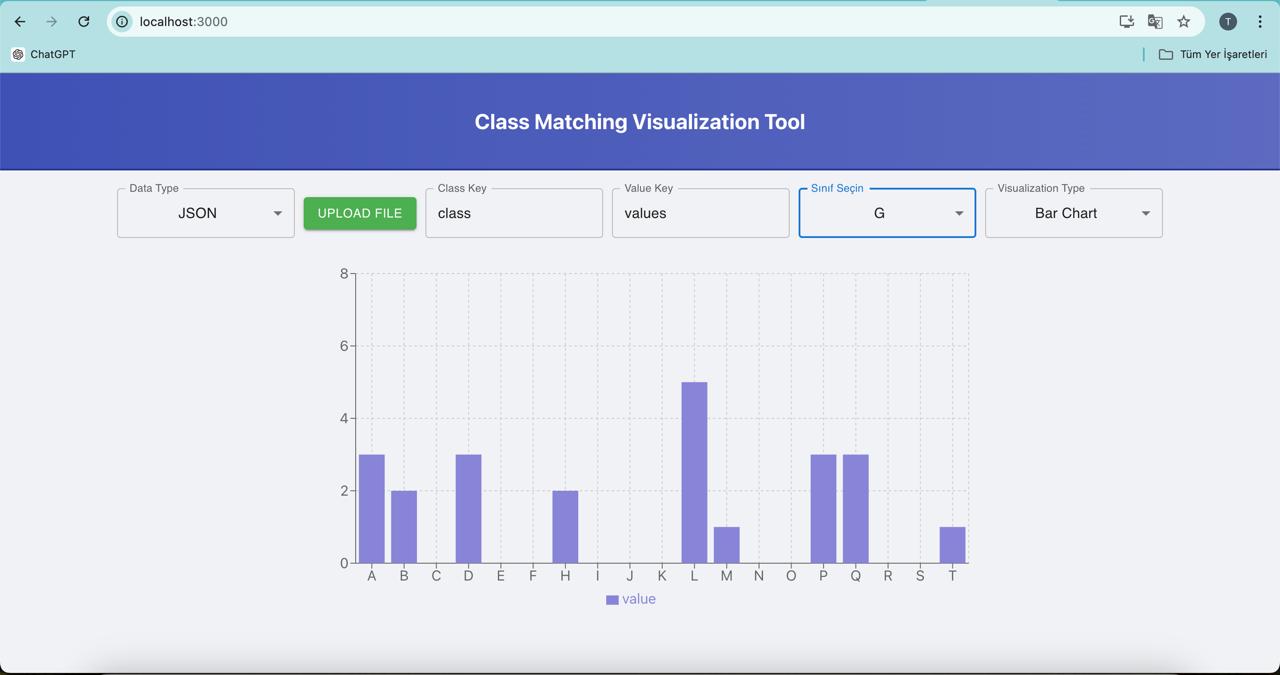 localhost:3000
T
ChatGPT
Tüm Yer İşaretleri
Class Matching Visualization Tool
Data Type
JSON
UPLOAD FILE
Class Key
class
Value Key
values
Sınıf Seçin
G
Visualization Type
Bar Chart
8
6
4
2
0
A B C D E F H I J K L M N O P Q R S T
value